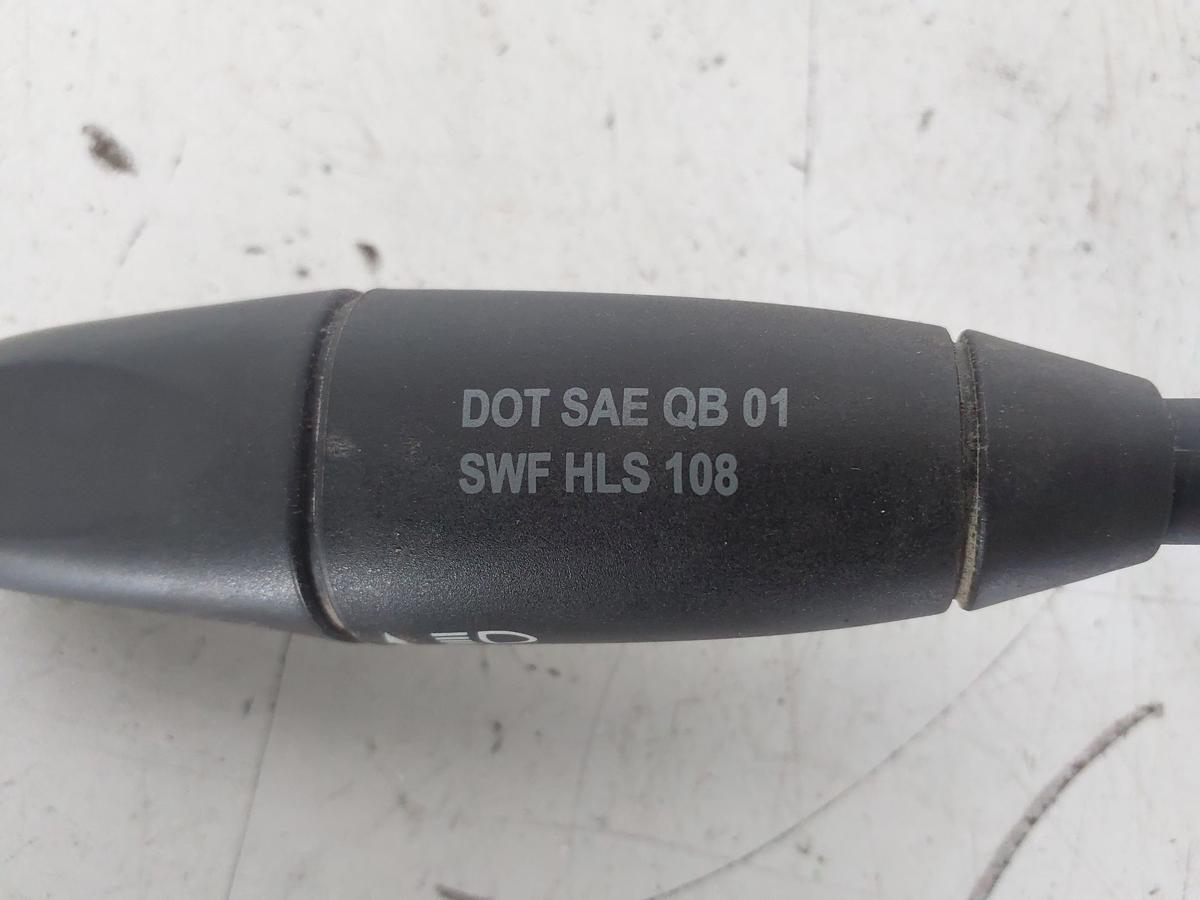 DOT SAE QB 01
SWF HLS 108